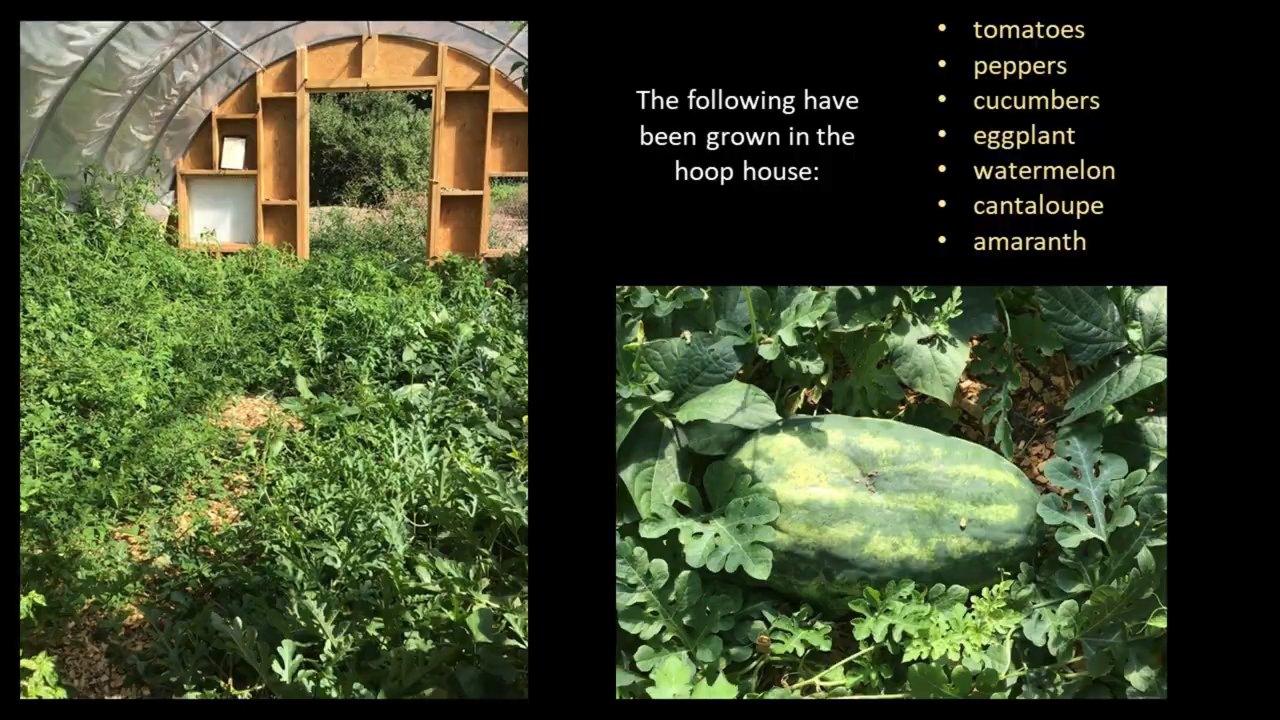 The following have
been grown in the
hoop house:
• tomatoes
• peppers
• cucumbers
• eggplant
• watermelon
• cantaloupe
• amaranth